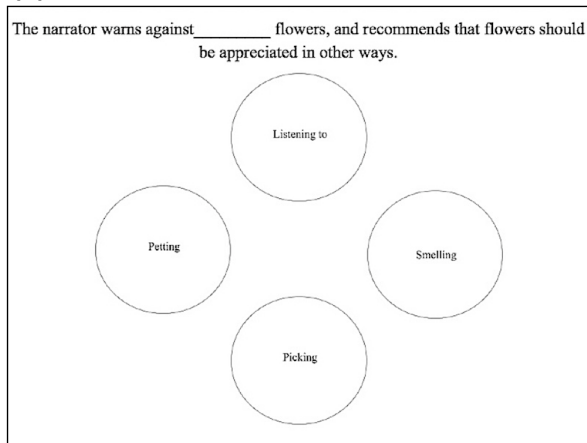 The narrator warns against_________ flowers, and recommends that flowers should
be appreciated in other ways.
Listening to
Petting
Smelling
Picking